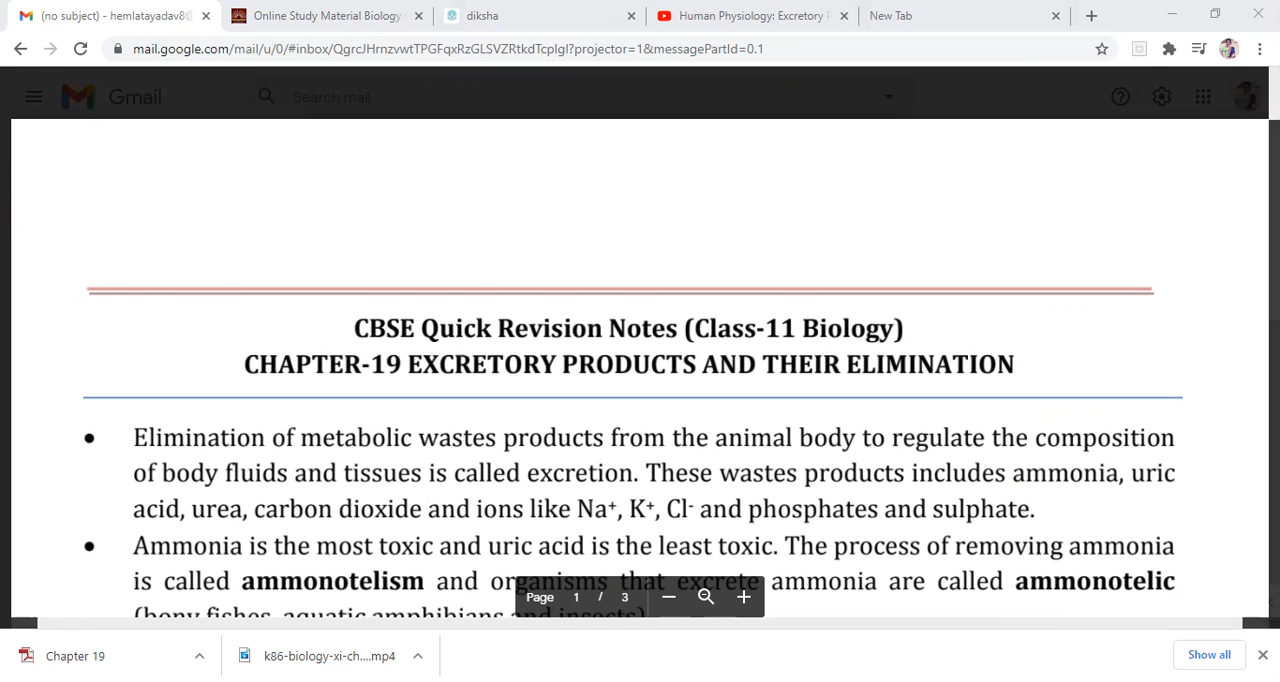 (no subject) - hemlatayadav8@
Online Study Material Biology
diksha
Human Physiology: Excretory P
New Tab
mail.google.com/mail/u/0/#inbox/QgrcJHrnzvwtTPGFqxRzGLSVZRtkdTcplgl?projector=1&messagePartId=0.1
Gmail
Search mail
CBSE Quick Revision Notes (Class-11 Biology)
CHAPTER-19 EXCRETORY PRODUCTS AND THEIR ELIMINATION
• Elimination of metabolic wastes products from the animal body to regulate the composition
of body fluids and tissues is called excretion. These wastes products includes ammonia, uric
acid, urea, carbon dioxide and ions like Na⁺, K⁺, Cl⁻ and phosphates and sulphate.
• Ammonia is the most toxic and uric acid is the least toxic. The process of removing ammonia
is called ammonotelism and organisms that excrete ammonia are called ammonotelic
(bony fishes, aquatic amphibians and insects)
Page 1 / 3
Chapter 19
k86-biology-xi-ch....mp4
Show all